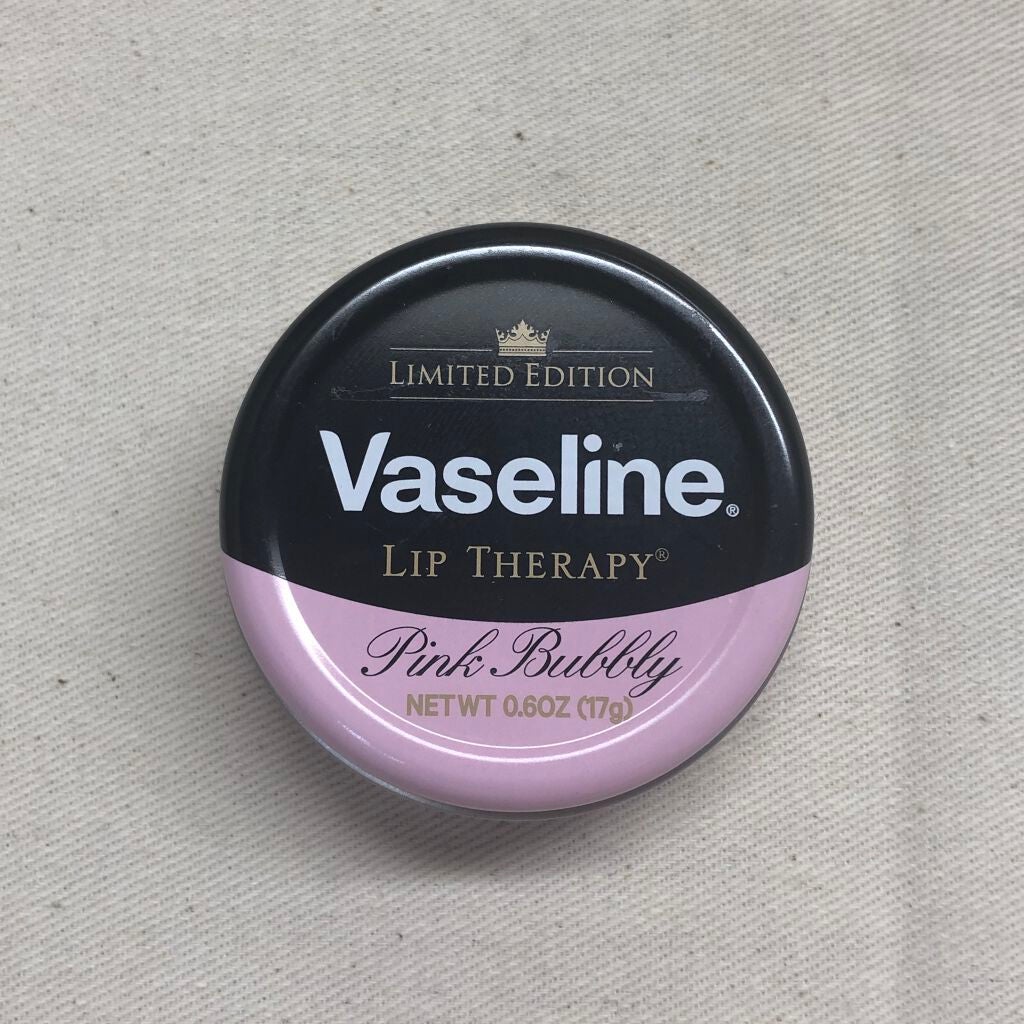 LIMITED EDITION
Vaseline®
LIP THERAPY®
Pink Bubbly
NET WT 0.6OZ (17g)